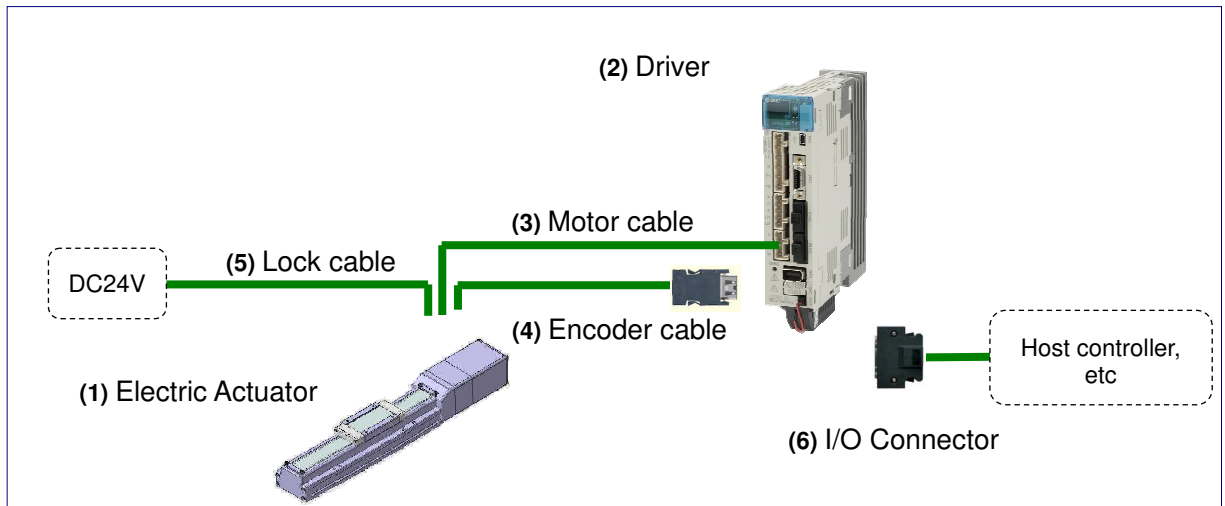 (2) Driver
(3) Motor cable
(5) Lock cable
DC24V
(4) Encoder cable
Host controller,
etc
(1) Electric Actuator
(6) I/O Connector